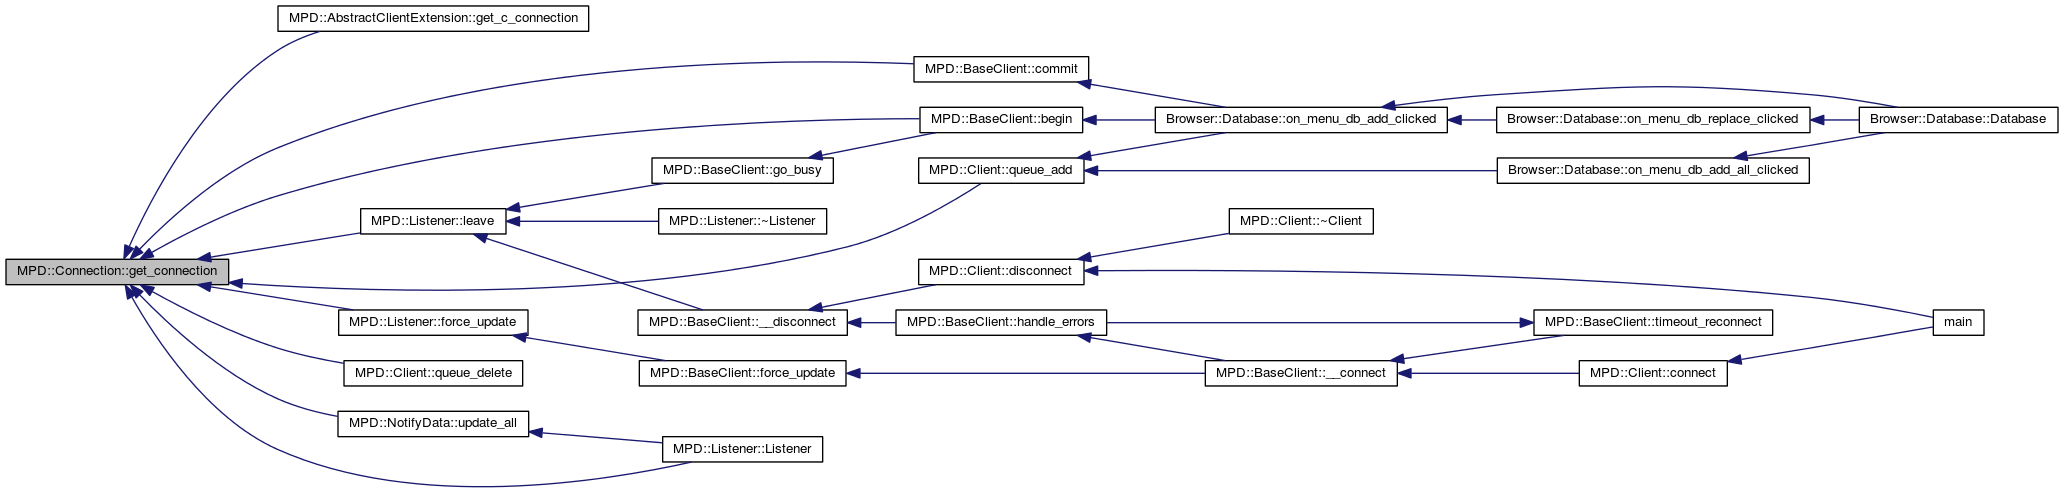 MPD::AbstractClientExtension::get_c_connection
MPD::BaseClient::commit
MPD::BaseClient::begin
Browser::Database::on_menu_db_add_clicked
Browser::Database::on_menu_db_replace_clicked
Browser::Database::Database
MPD::BaseClient::go_busy
MPD::Client::queue_add
Browser::Database::on_menu_db_add_all_clicked
MPD::Listener::leave
MPD::Listener::~Listener
MPD::Client::~Client
MPD::Connection::get_connection
MPD::Client::disconnect
MPD::Listener::force_update
MPD::BaseClient::__disconnect
MPD::BaseClient::handle_errors
MPD::BaseClient::timeout_reconnect
main
MPD::Client::queue_delete
MPD::BaseClient::force_update
MPD::BaseClient::__connect
MPD::Client::connect
MPD::NotifyData::update_all
MPD::Listener::Listener